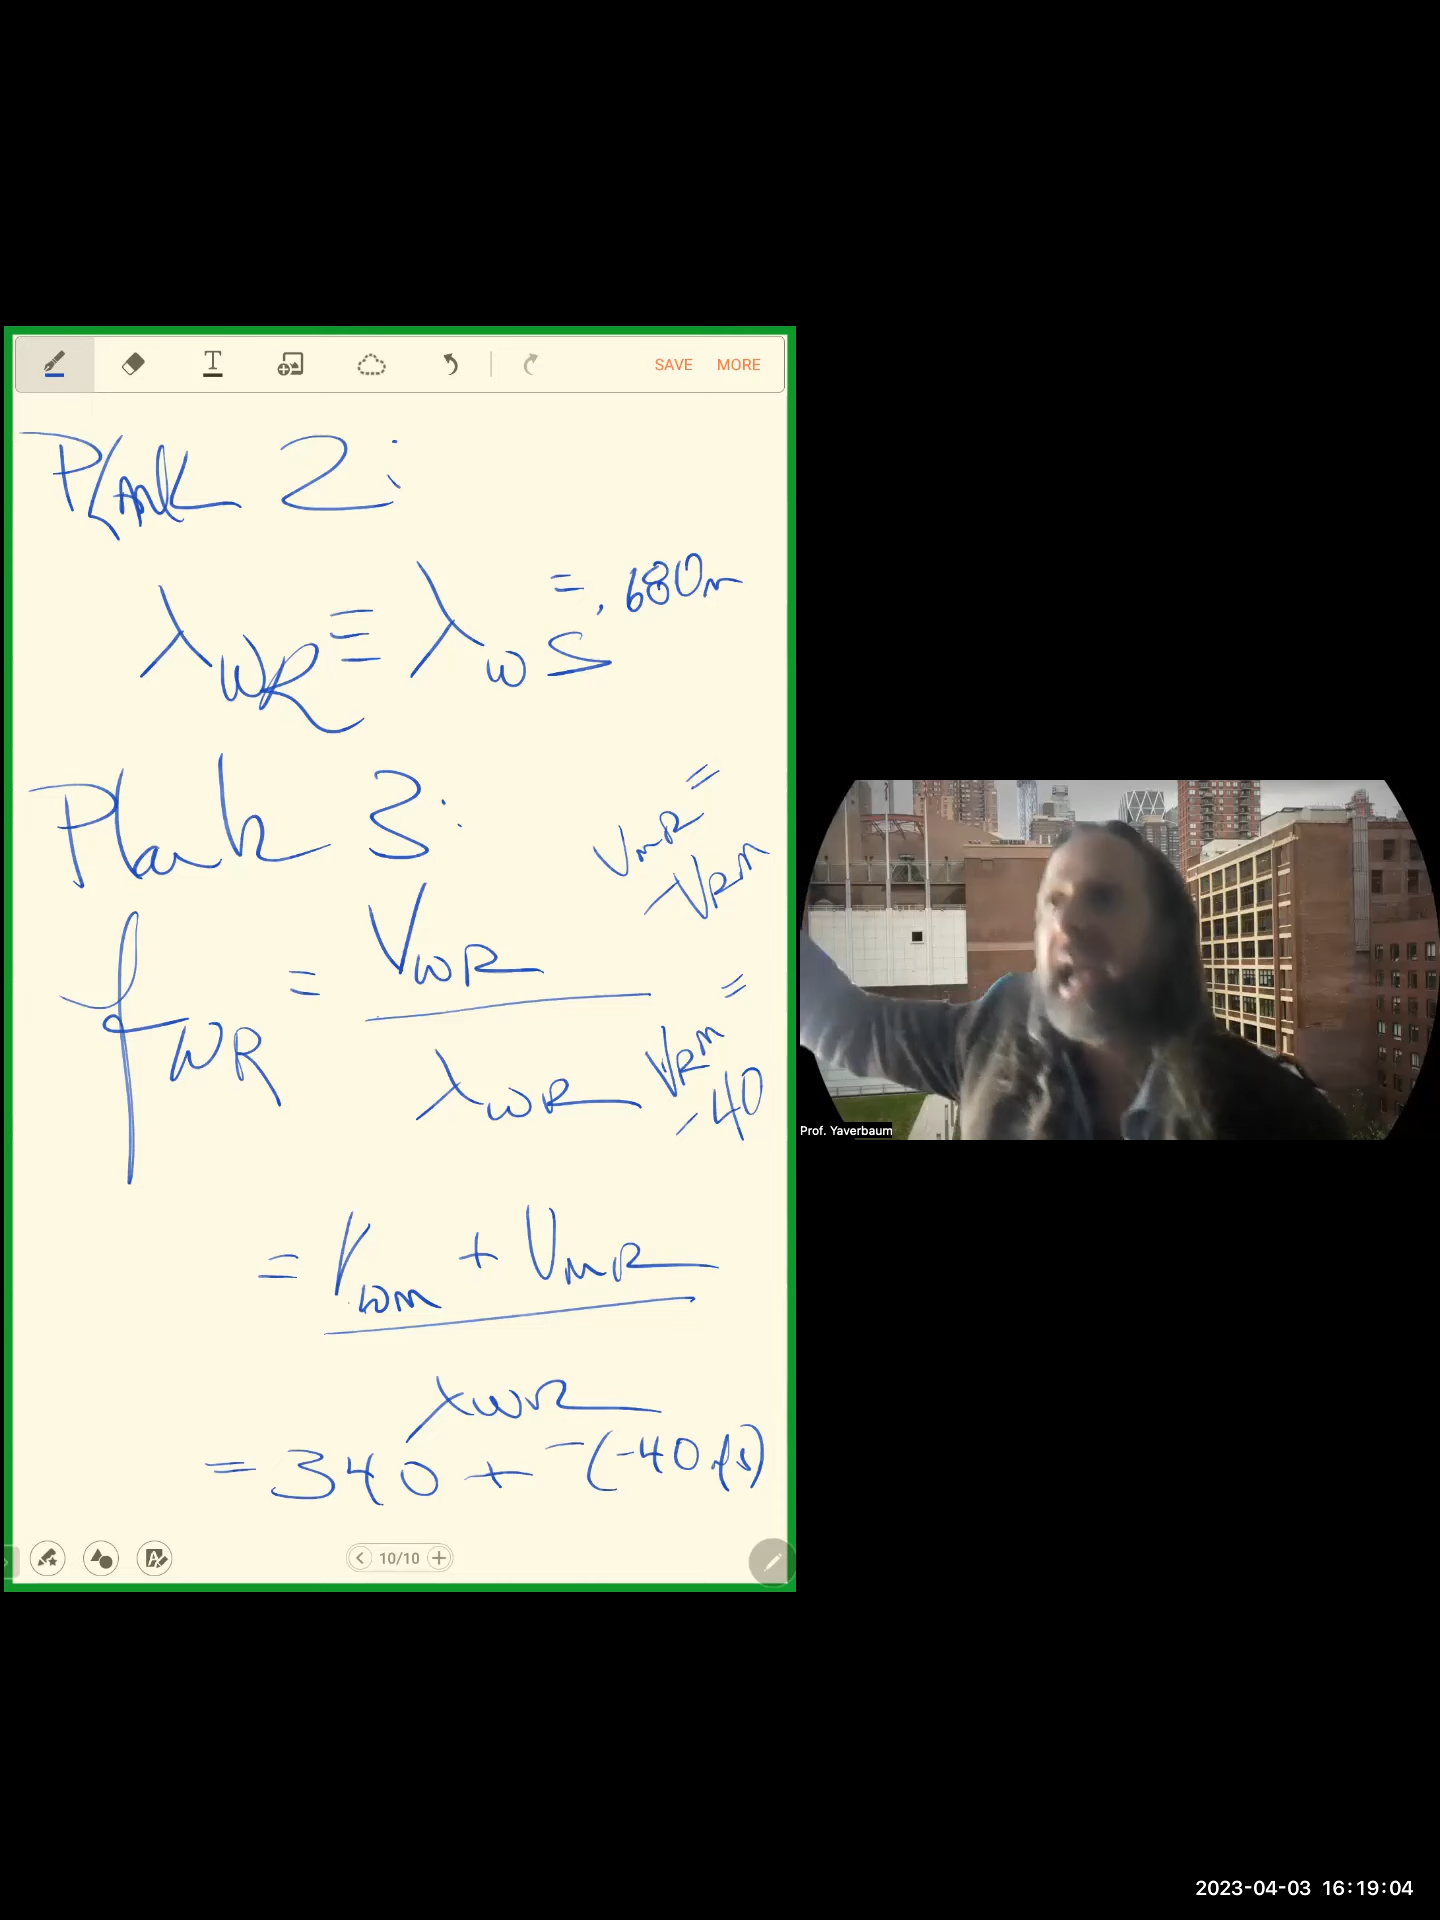 SAVE MORE
Plank 2:
= .680m
λWR ≡ λWS
Plank 3:
VMR =
-VRM
fWR = VWR
=
VRM
-40
λWR
= VWM + VMR
λWR
= 340 + -(-40 m/s)
10/10
Prof. Yaverbaum
2023-04-03 16:19:04